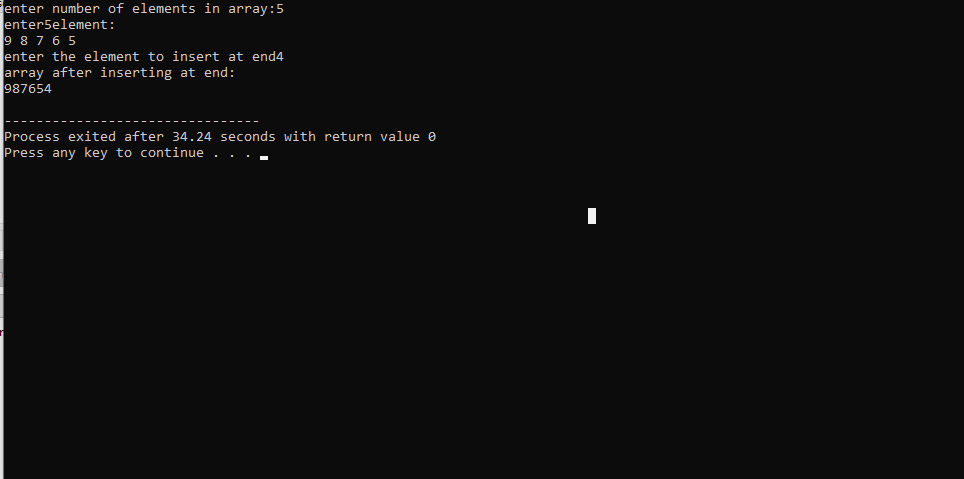 enter number of elements in array:5
enter5element:
9 8 7 6 5
enter the element to insert at end4
array after inserting at end:
987654
--------------------------------
Process exited after 34.24 seconds with return value 0
Press any key to continue . . .